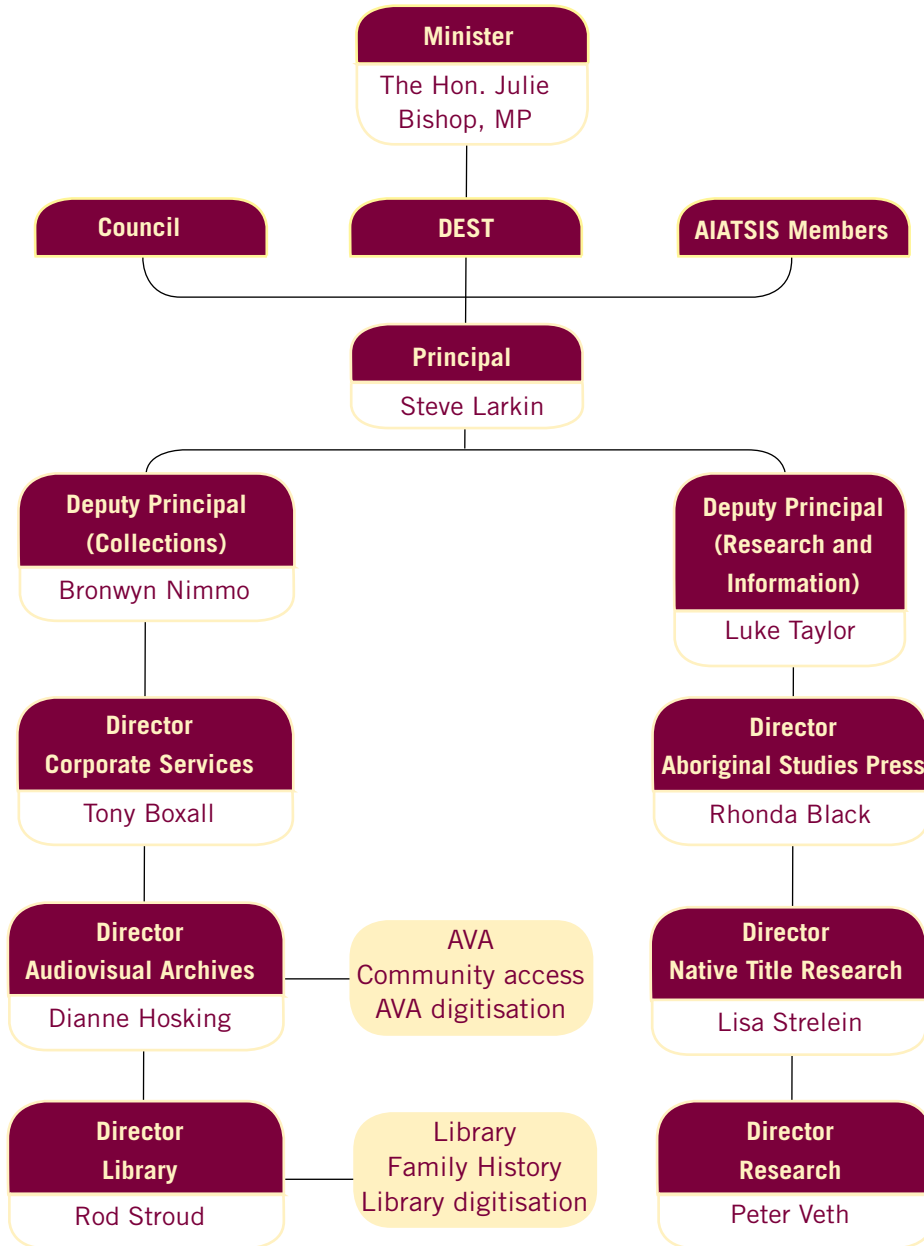 Minister
The Hon. Julie
Bishop, MP
Council
DEST
AIATSIS Members
Principal
Steve Larkin
Deputy Principal
(Collections)
Bronwyn Nimmo
Deputy Principal
(Research and
Information)
Luke Taylor
Director
Corporate Services
Tony Boxall
Director
Aboriginal Studies Press
Rhonda Black
Director
Audiovisual Archives
Dianne Hosking
AVA
Community access
AVA digitisation
Director
Native Title Research
Lisa Strelein
Director
Library
Rod Stroud
Library
Family History
Library digitisation
Director
Research
Peter Veth